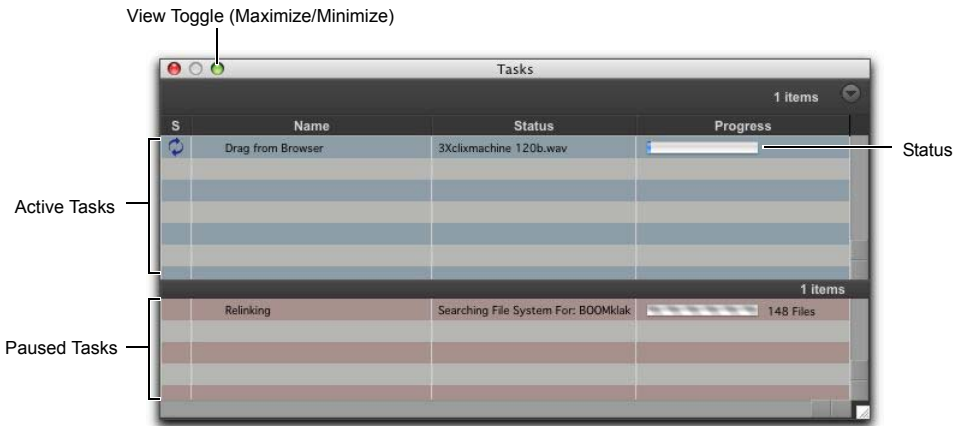 View Toggle (Maximize/Minimize)
Tasks
1 items
S Name Status Progress
Drag from Browser 3Xclixmachine 120b.wav
Status
Active Tasks
1 items
Relinking Searching File System For: BOOMklak 148 Files
Paused Tasks